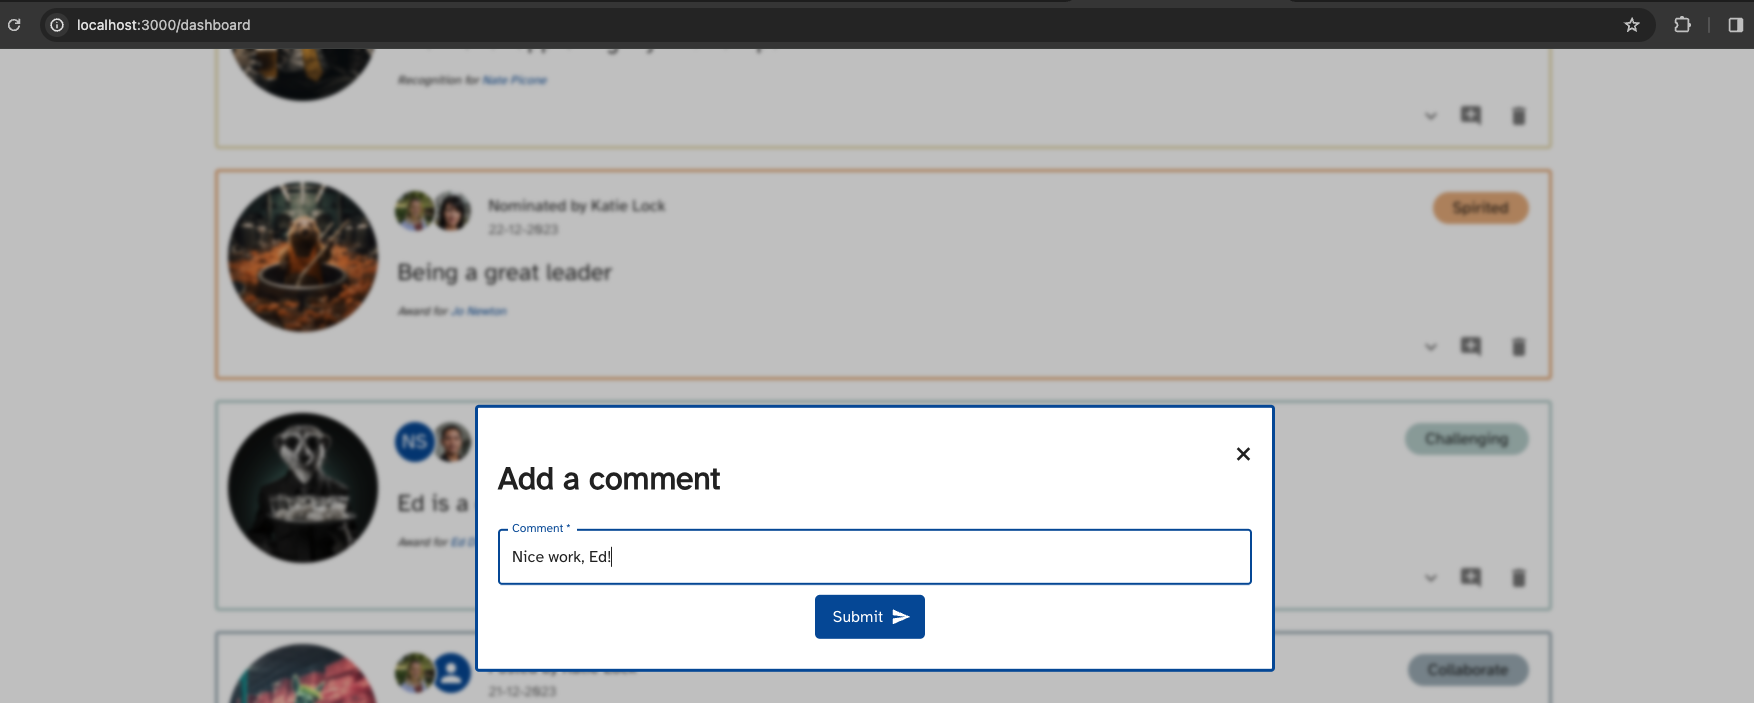 localhost:3000/dashboard
Recognition for Nate Picone
Nominated by Katie Lock
22-12-2023
Spirited
Being a great leader
Award for Jo Newton
NS
Challenging
Ed is a
Award for Ed
Add a comment
Comment *
Nice work, Ed!
Submit
Collaborate
21-12-2023